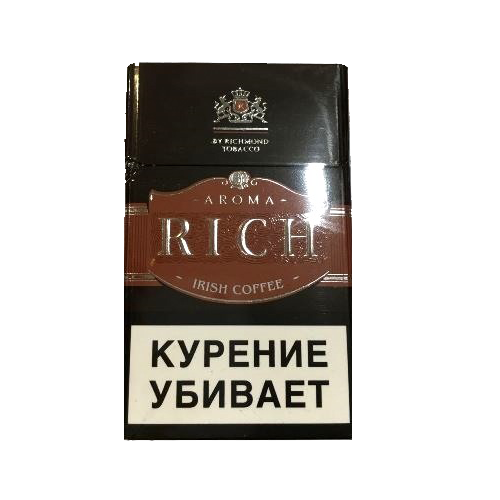 BY RICHMOND
TOBACCO
- AROMA -
RICH
- IRISH COFFEE -
КУРЕНИЕ
УБИВАЕТ